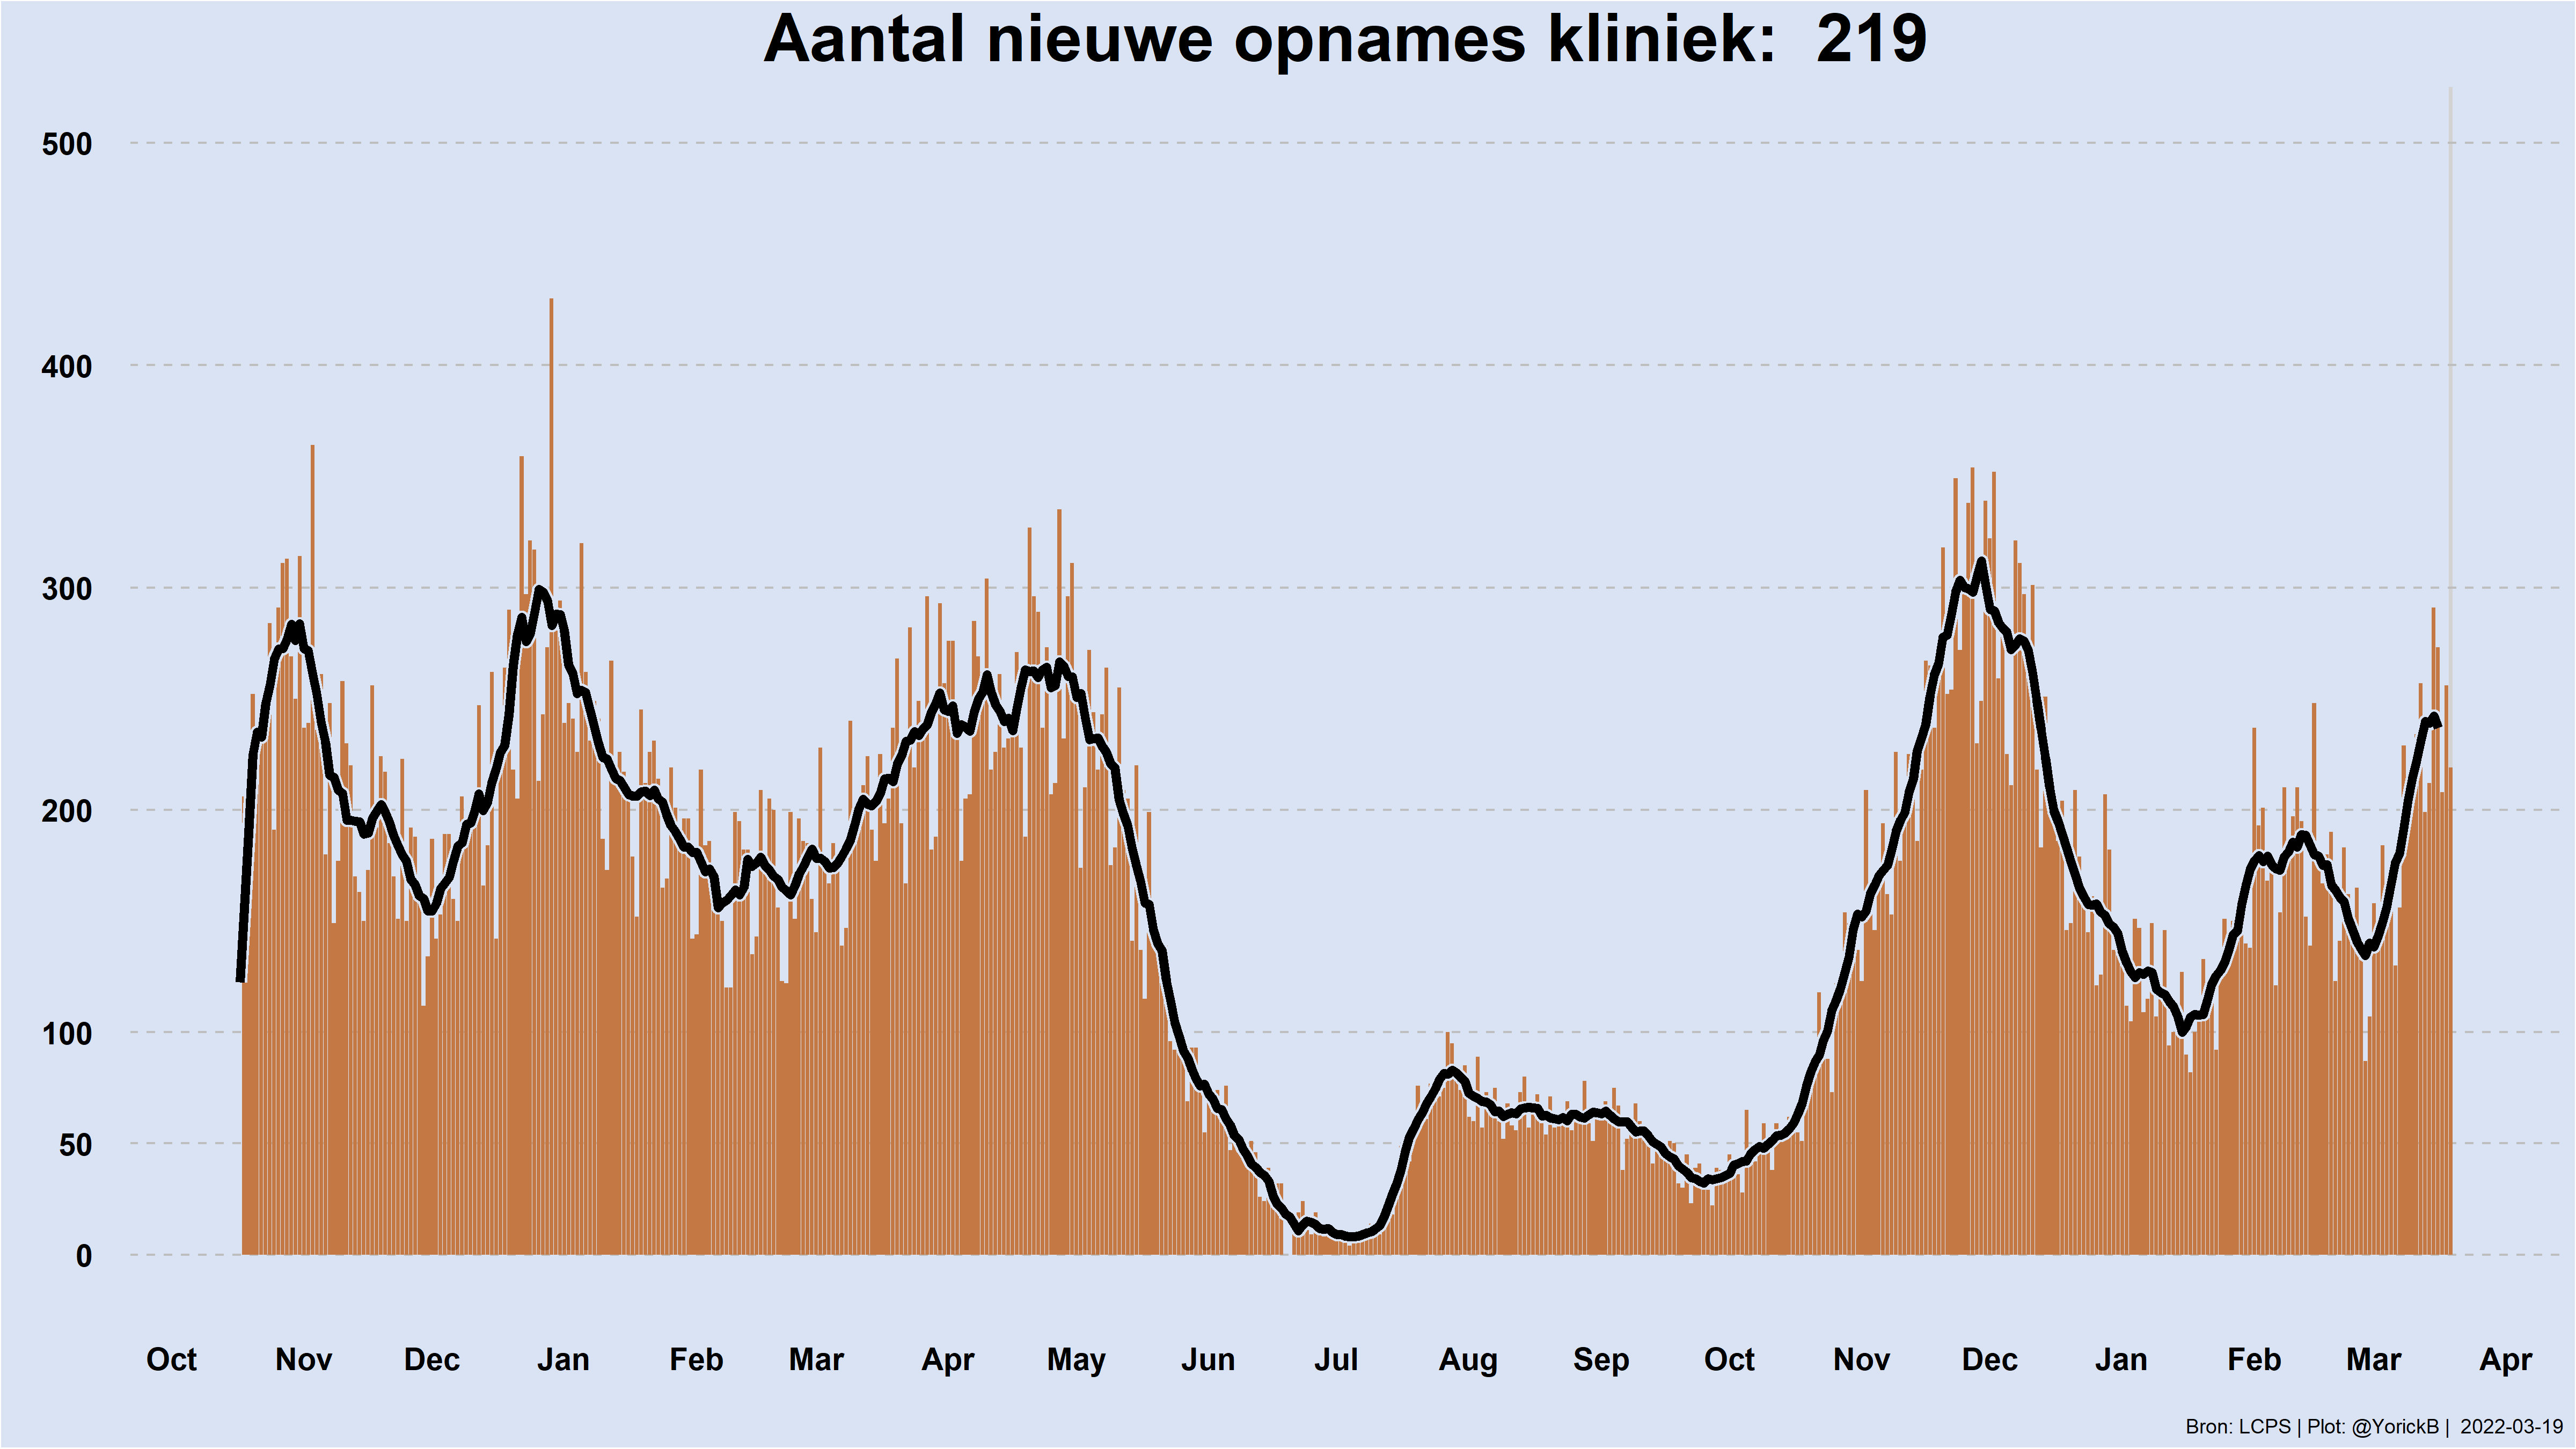 Aantal nieuwe opnames kliniek: 219
500
400
300
200
100
50
0
Oct Nov Dec Jan Feb Mar Apr May Jun Jul Aug Sep Oct Nov Dec Jan Feb Mar Apr
Bron: LCPS | Plot: @YorickB | 2022-03-19